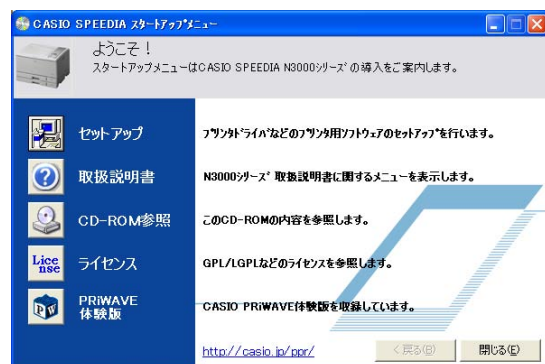 CASIO SPEEDIA ｽﾀｰﾄｱｯﾌﾟﾒﾆｭｰ
ようこそ！
スタートアップメニューはCASIO SPEEDIA N3000ｼﾘｰｽﾞの導入をご案内します。
セットアップ
ﾌﾟﾘﾝﾀﾄﾞﾗｲﾊﾞなどのﾌﾟﾘﾝﾀ用ｿﾌﾄｳｪｱのｾｯﾄｱｯﾌﾟを行います。
取扱説明書
N3000ｼﾘｰｽﾞ取扱説明書に関するメニューを表示します。
CD-ROM参照
このCD-ROMの内容を参照します。
License
ライセンス
GPL/LGPLなどのライセンスを参照します。
PW
PRiWAVE
体験版
CASIO PRiWAVE体験版を収録しています。
http://casio.jp/ppr/
< 戻る(B)
閉じる(E)